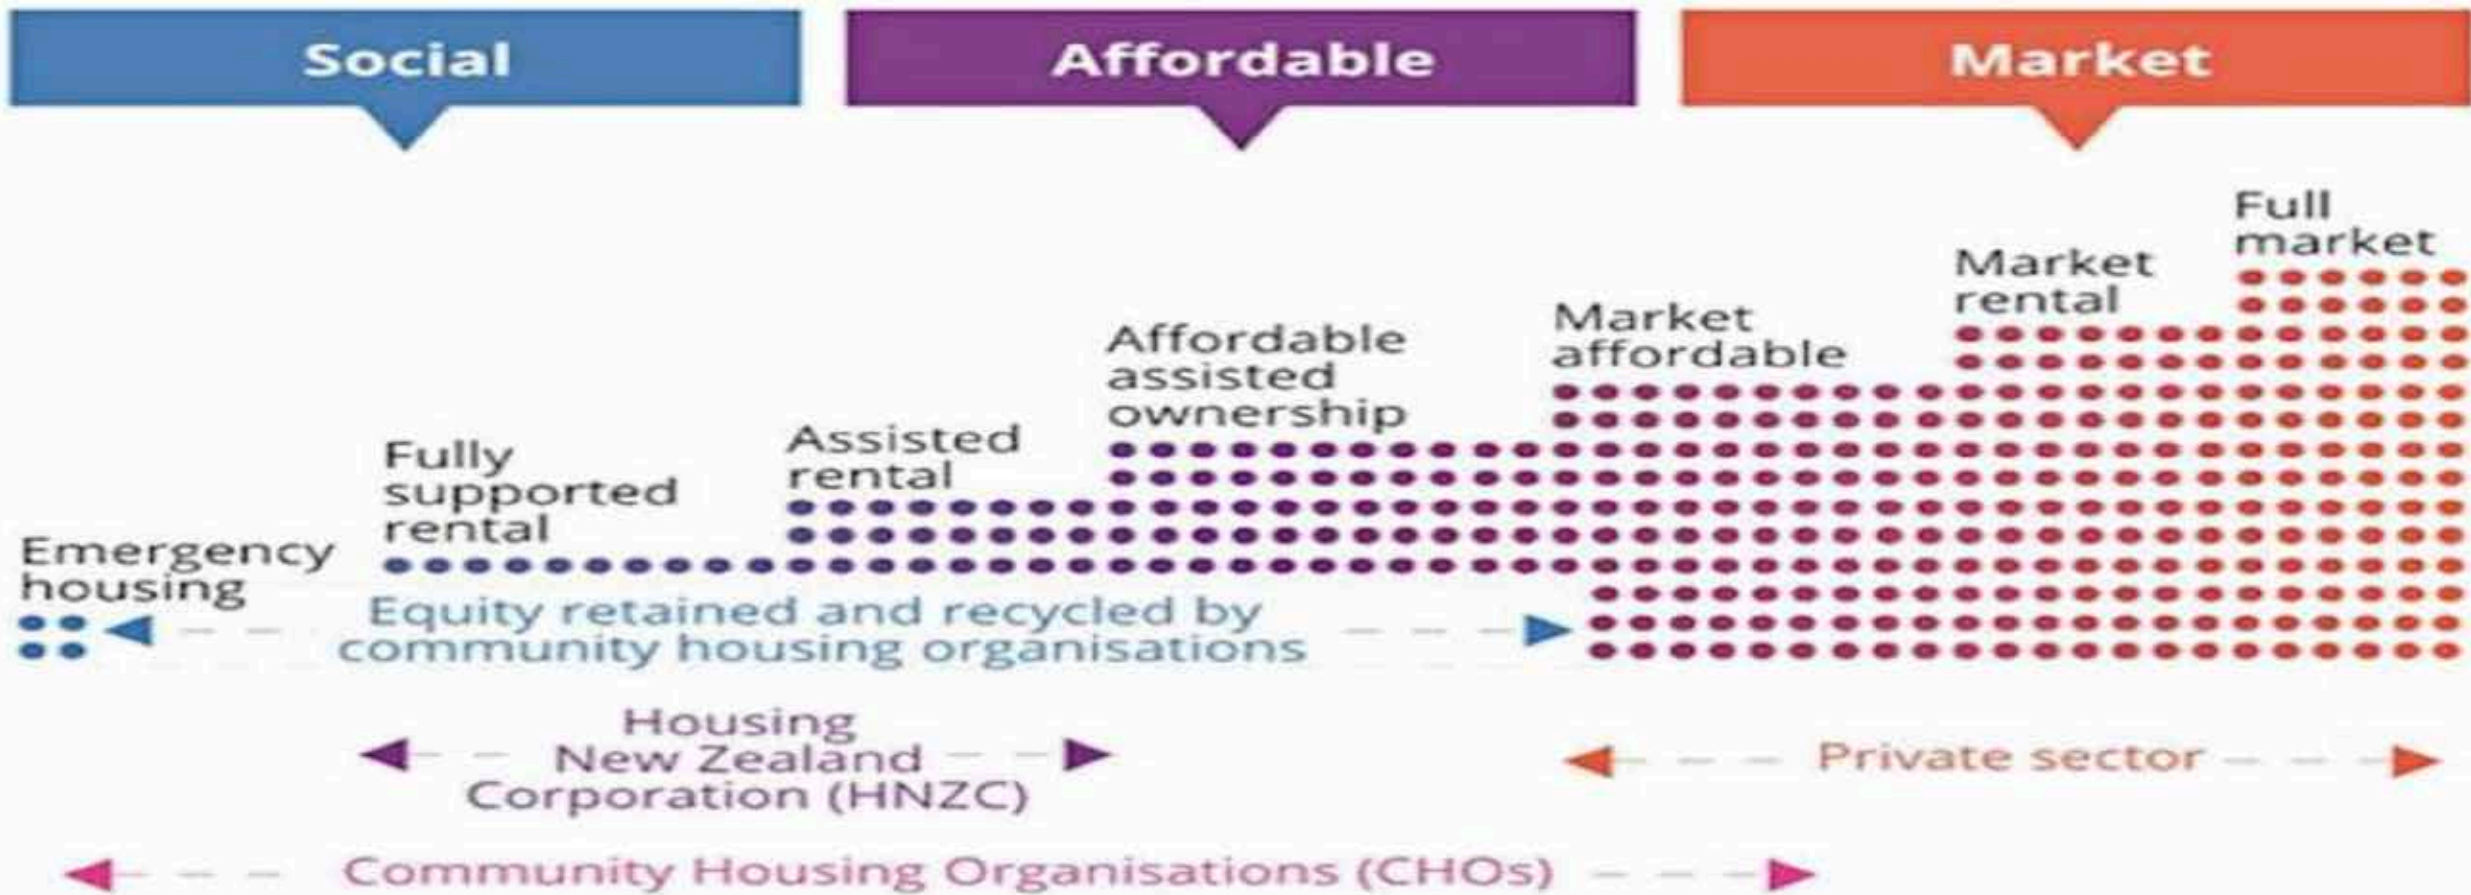 Social
Affordable
Market
Emergency
housing
Fully
supported
rental
Assisted
rental
Affordable
assisted
ownership
Market
affordable
Market
rental
Full
market
Equity retained and recycled by
community housing organisations
Housing
New Zealand
Corporation (HNZC)
Private sector
Community Housing Organisations (CHOs)